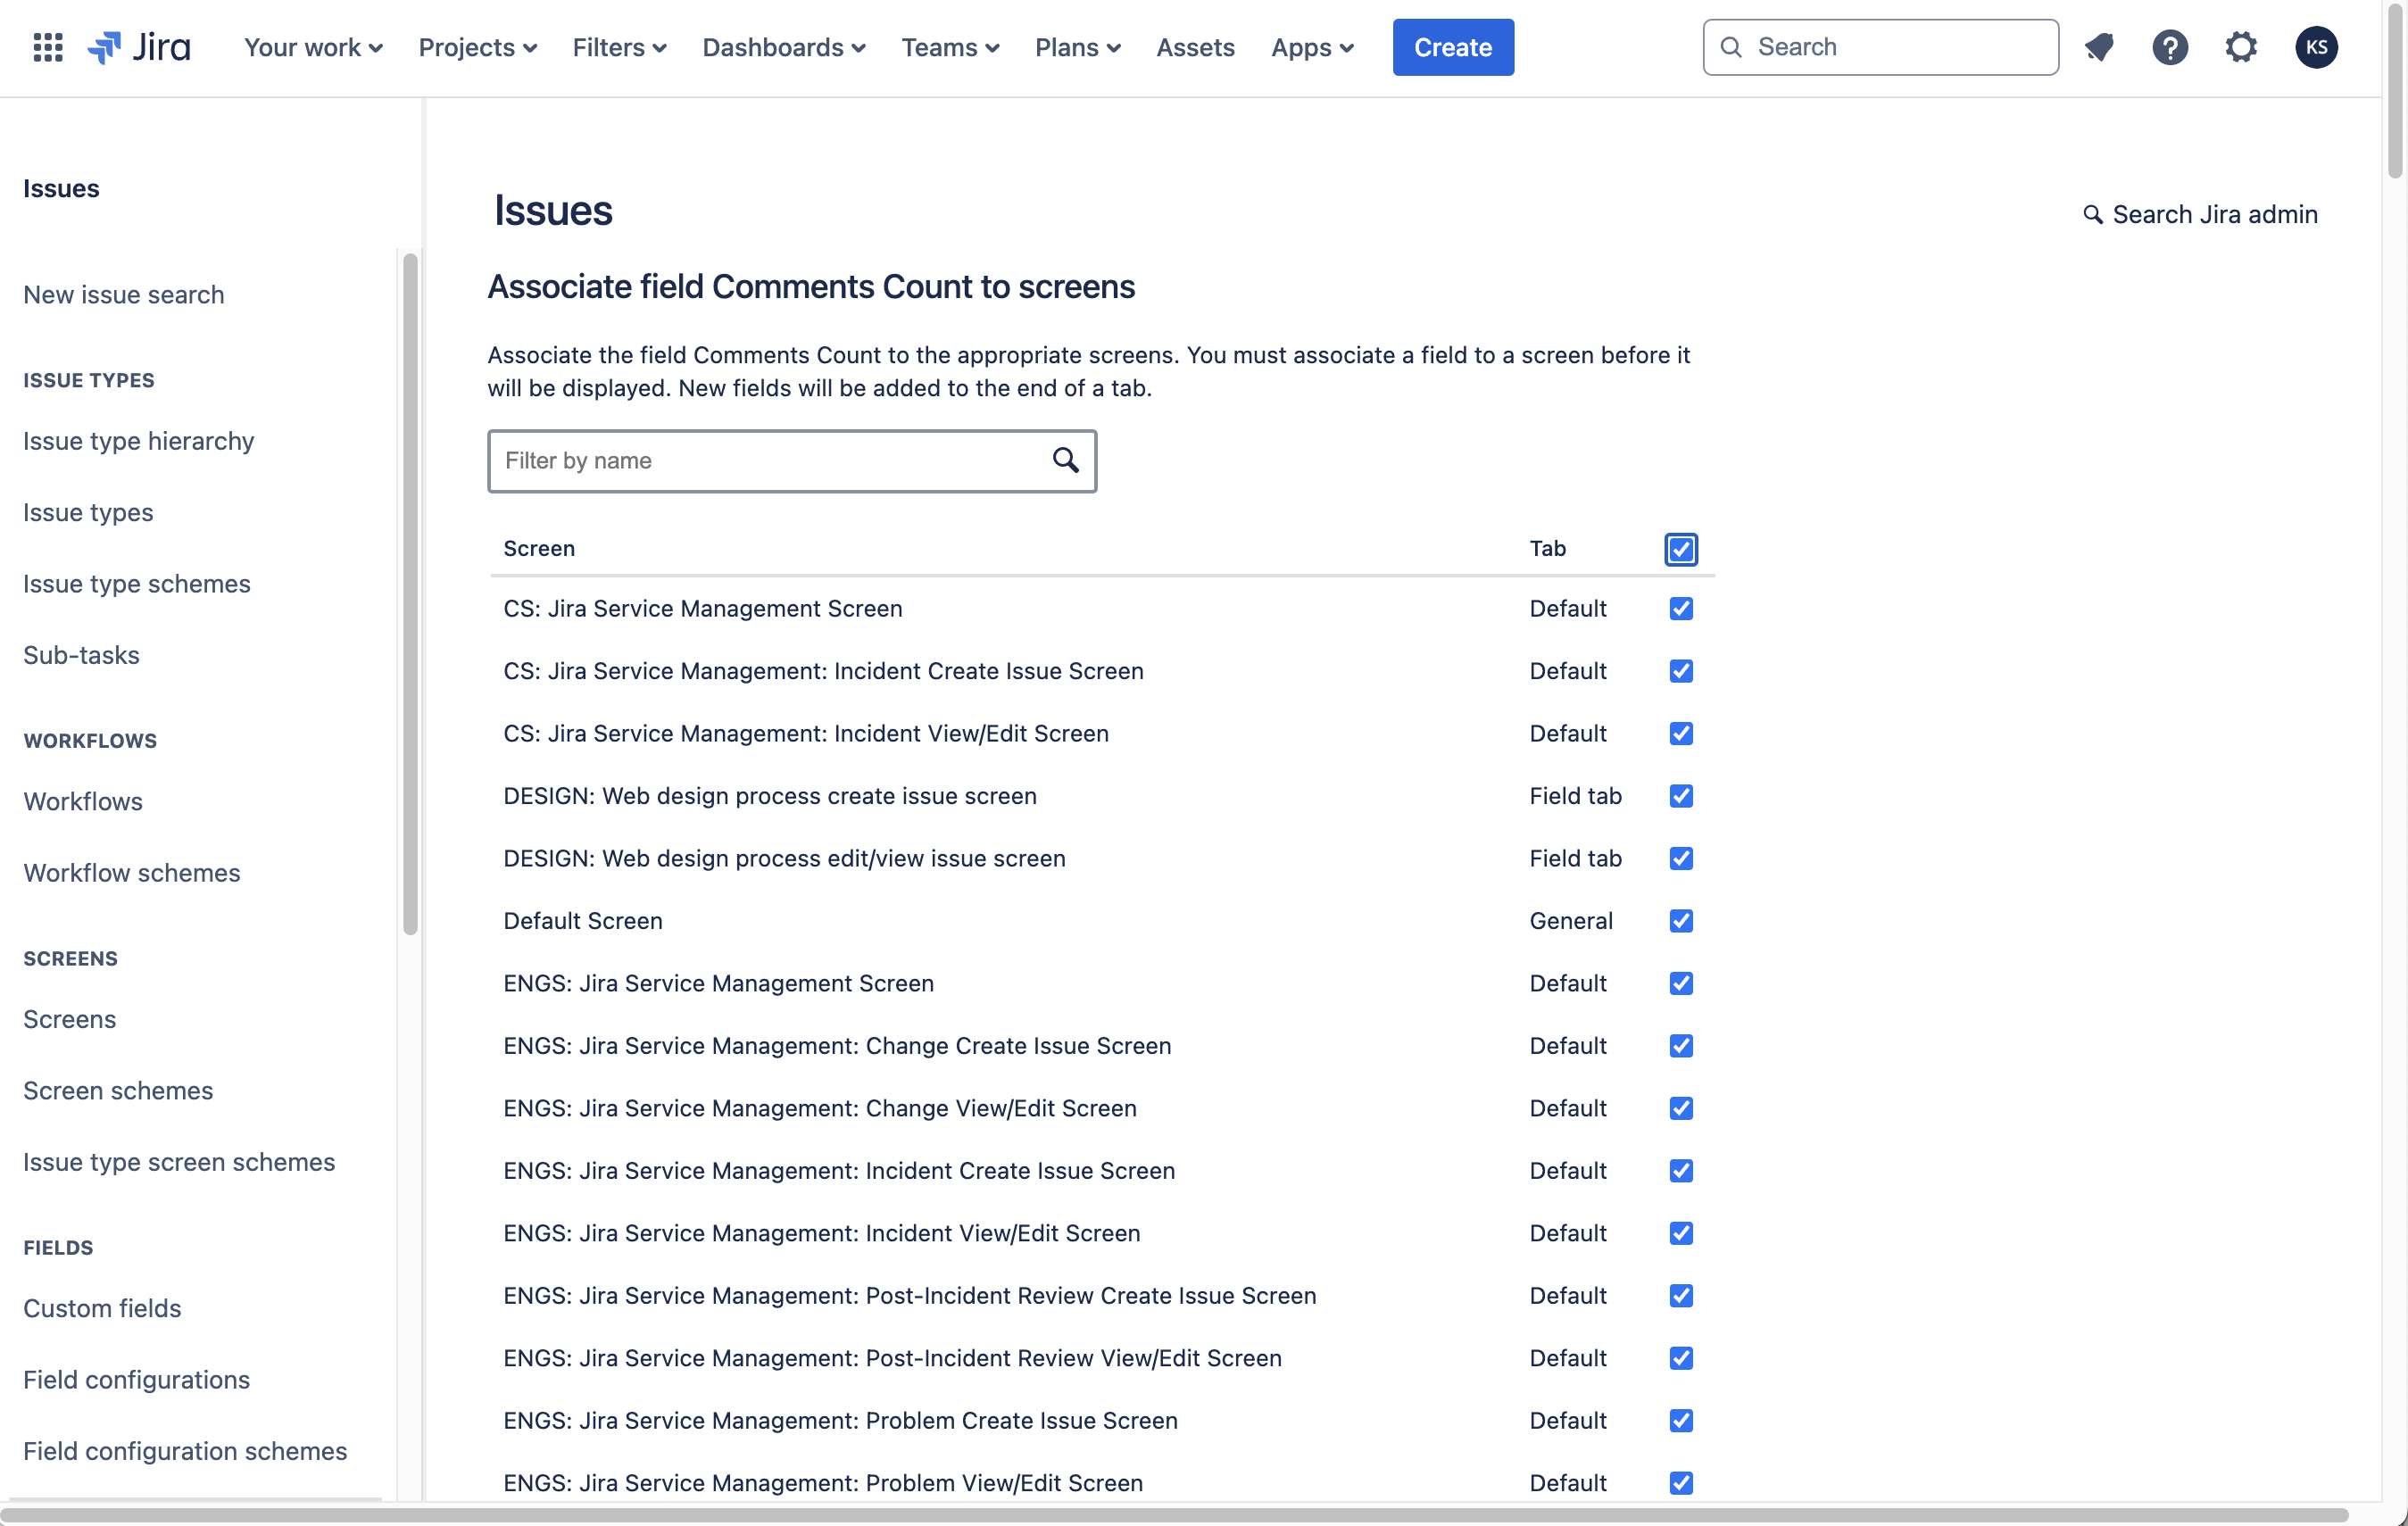 Jira Your work Projects Filters Dashboards Teams Plans Assets Apps Create Search ? KS
Issues
New issue search
ISSUE TYPES
Issue type hierarchy
Issue types
Issue type schemes
Sub-tasks
WORKFLOWS
Workflows
Workflow schemes
SCREENS
Screens
Screen schemes
Issue type screen schemes
FIELDS
Custom fields
Field configurations
Field configuration schemes
Issues
Search Jira admin
Associate field Comments Count to screens
Associate the field Comments Count to the appropriate screens. You must associate a field to a screen before it
will be displayed. New fields will be added to the end of a tab.
Filter by name
Screen Tab
CS: Jira Service Management Screen Default
CS: Jira Service Management: Incident Create Issue Screen Default
CS: Jira Service Management: Incident View/Edit Screen Default
DESIGN: Web design process create issue screen Field tab
DESIGN: Web design process edit/view issue screen Field tab
Default Screen General
ENGS: Jira Service Management Screen Default
ENGS: Jira Service Management: Change Create Issue Screen Default
ENGS: Jira Service Management: Change View/Edit Screen Default
ENGS: Jira Service Management: Incident Create Issue Screen Default
ENGS: Jira Service Management: Incident View/Edit Screen Default
ENGS: Jira Service Management: Post-Incident Review Create Issue Screen Default
ENGS: Jira Service Management: Post-Incident Review View/Edit Screen Default
ENGS: Jira Service Management: Problem Create Issue Screen Default
ENGS: Jira Service Management: Problem View/Edit Screen Default